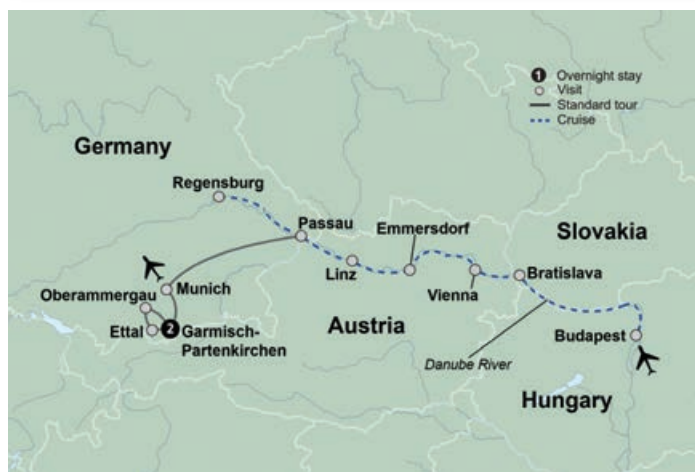 1 Overnight stay
Visit
Standard tour
Cruise
Germany
Regensburg
Passau
Emmersdorf
Slovakia
Linz
Bratislava
Vienna
Munich
Oberammergau
Ettal
2 Garmisch-
Partenkirchen
Austria
Budapest
Danube River
Hungary